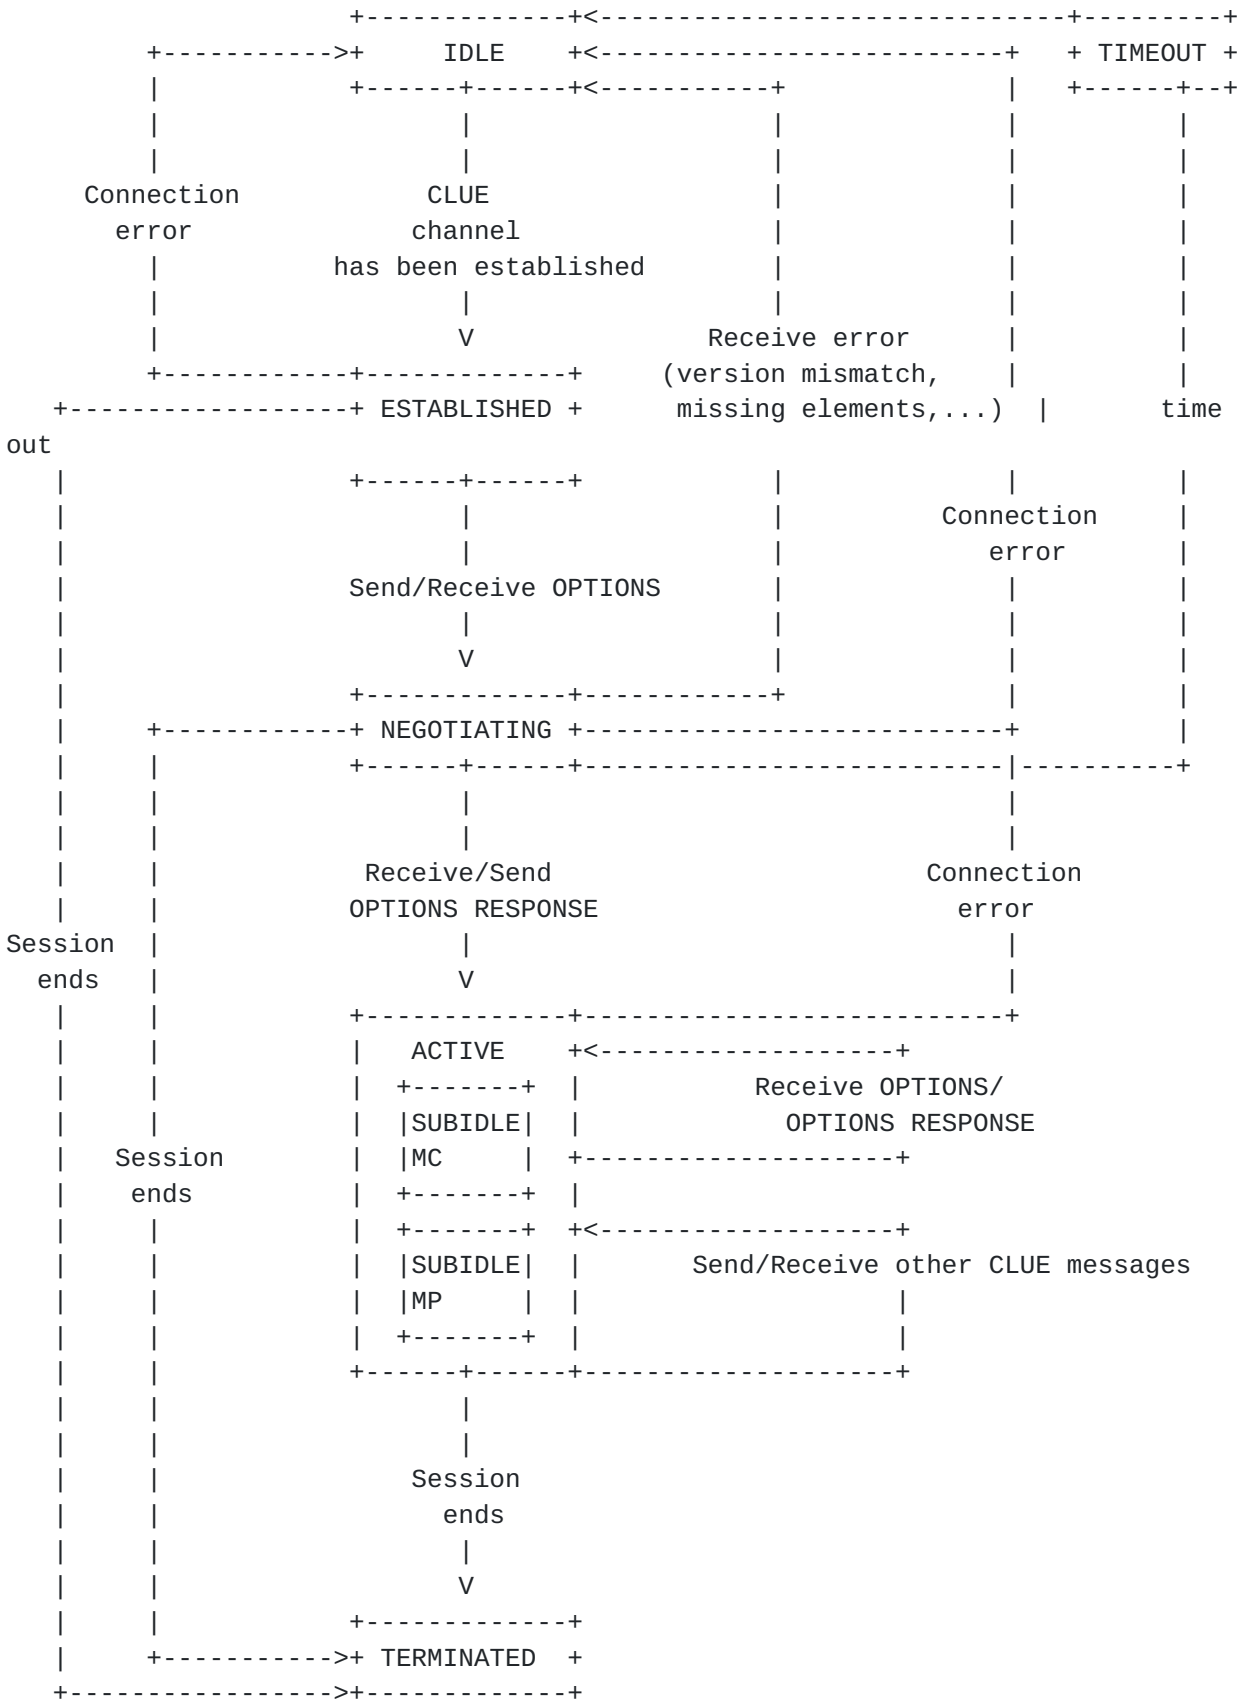 IDLE TIMEOUT
Connection CLUE
error channel
has been established
V Receive error
(version mismatch,
ESTABLISHED missing elements,...) time
out
Connection
error
Send/Receive OPTIONS
V
NEGOTIATING
Receive/Send Connection
OPTIONS RESPONSE error
Session
ends V
ACTIVE
Receive OPTIONS/
SUBIDLE OPTIONS RESPONSE
Session MC
ends
SUBIDLE Send/Receive other CLUE messages
MP
Session
ends
V
TERMINATED